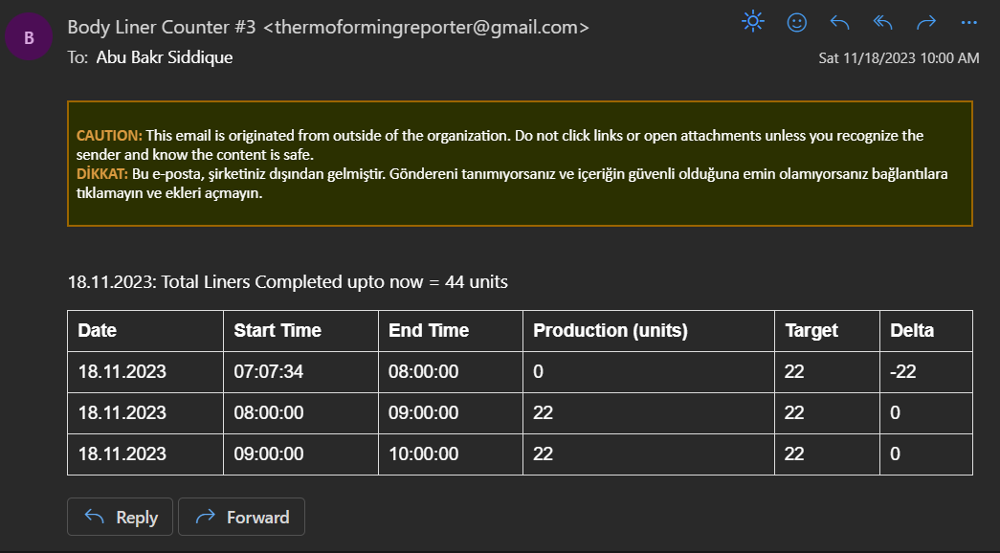 B
Body Liner Counter #3 <thermoformingreporter@gmail.com>
To: Abu Bakr Siddique
Sat 11/18/2023 10:00 AM
CAUTION: This email is originated from outside of the organization. Do not click links or open attachments unless you recognize the
sender and know the content is safe.
DİKKAT: Bu e-posta, şirketiniz dışından gelmiştir. Göndereni tanımıyorsanız ve içeriğin güvenli olduğuna emin olamıyorsanız bağlantılara
tıklamayın ve ekleri açmayın.
18.11.2023: Total Liners Completed upto now = 44 units
Date Start Time End Time Production (units) Target Delta
18.11.2023 07:07:34 08:00:00 0 22 -22
18.11.2023 08:00:00 09:00:00 22 22 0
18.11.2023 09:00:00 10:00:00 22 22 0
Reply Forward